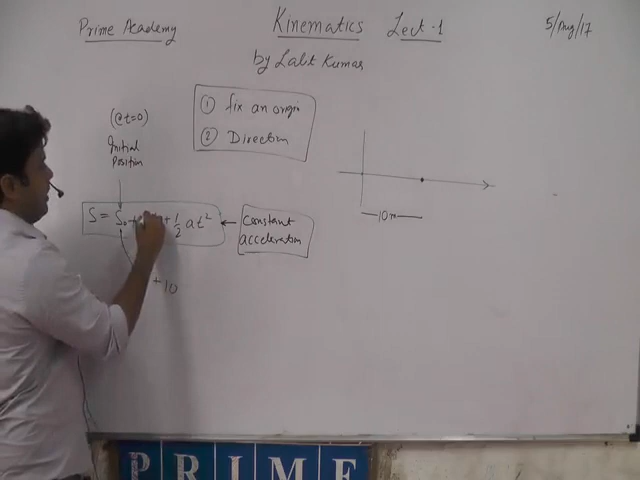 Prime Academy
Kinematics Lect-1
5/Aug/17
by Lalit Kumar
① fix an origin
② Direction
(@t=0)
Initial
Position
S = S₀ + + ½ at²
Constant
acceleration
+10
10m
PRIME